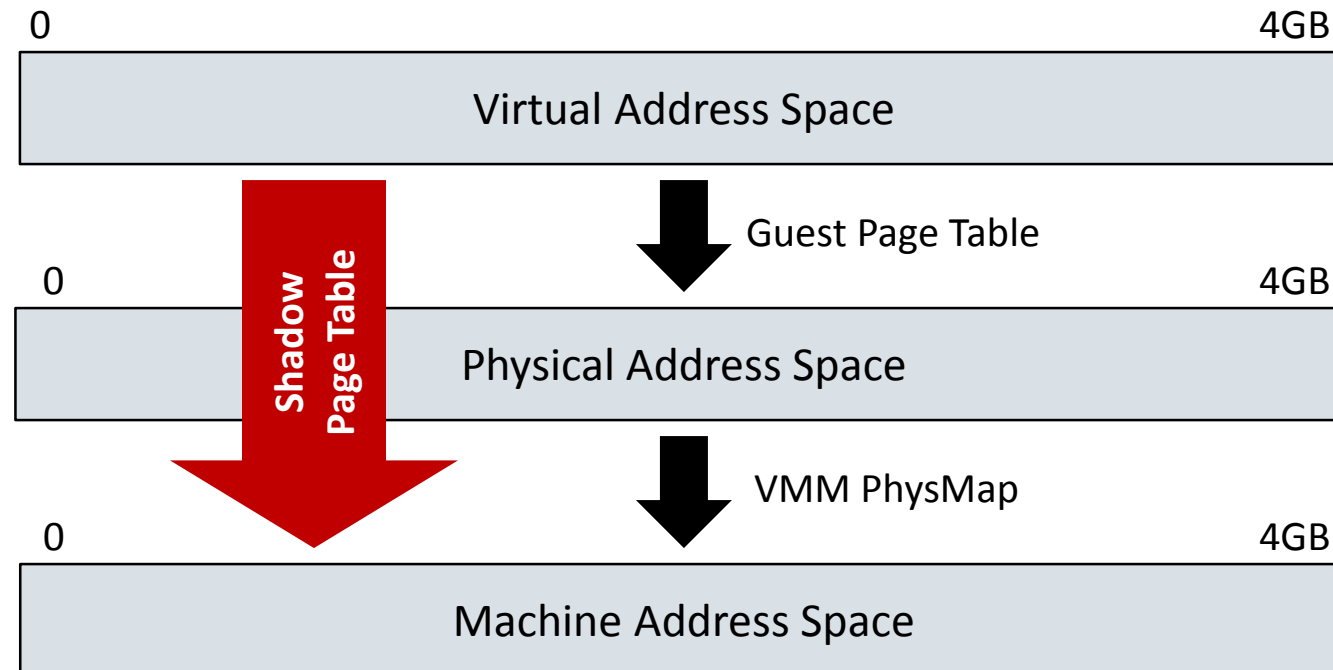 0
4GB
Virtual Address Space
Guest Page Table
Shadow
Page Table
0
4GB
Physical Address Space
VMM PhysMap
0
4GB
Machine Address Space